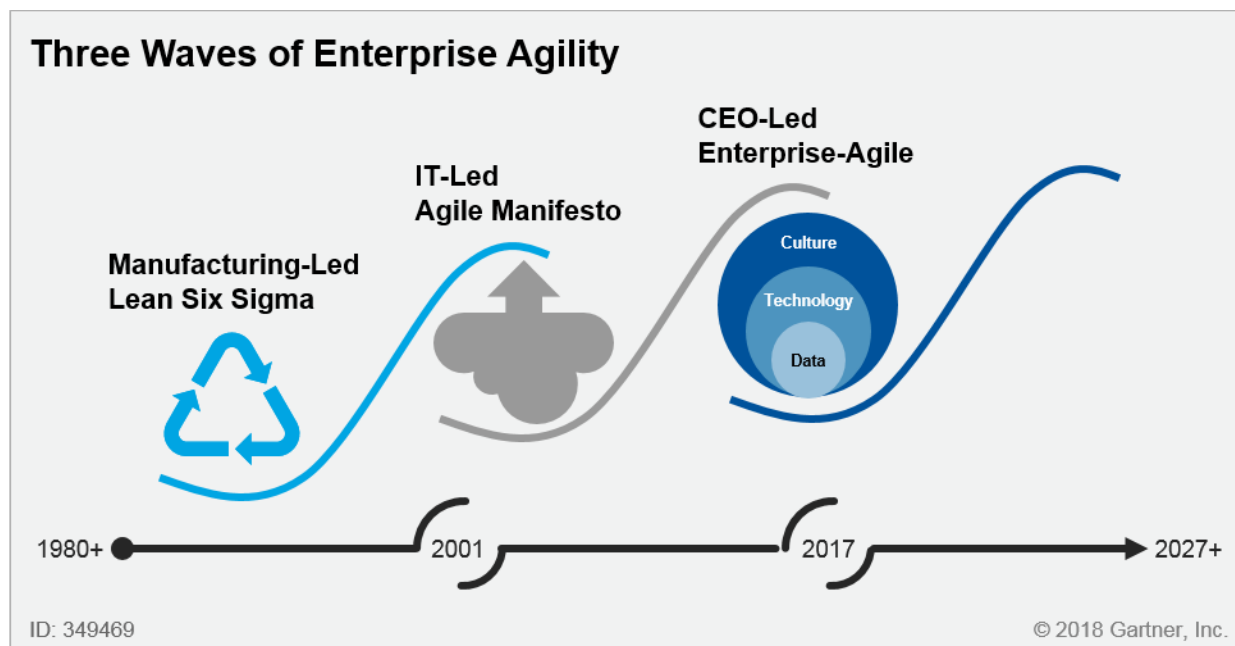 Three Waves of Enterprise Agility
CEO-Led
Enterprise-Agile
IT-Led
Agile Manifesto
Manufacturing-Led
Lean Six Sigma
Culture
Technology
Data
1980+
2001
2017
2027+
ID: 349469
© 2018 Gartner, Inc.